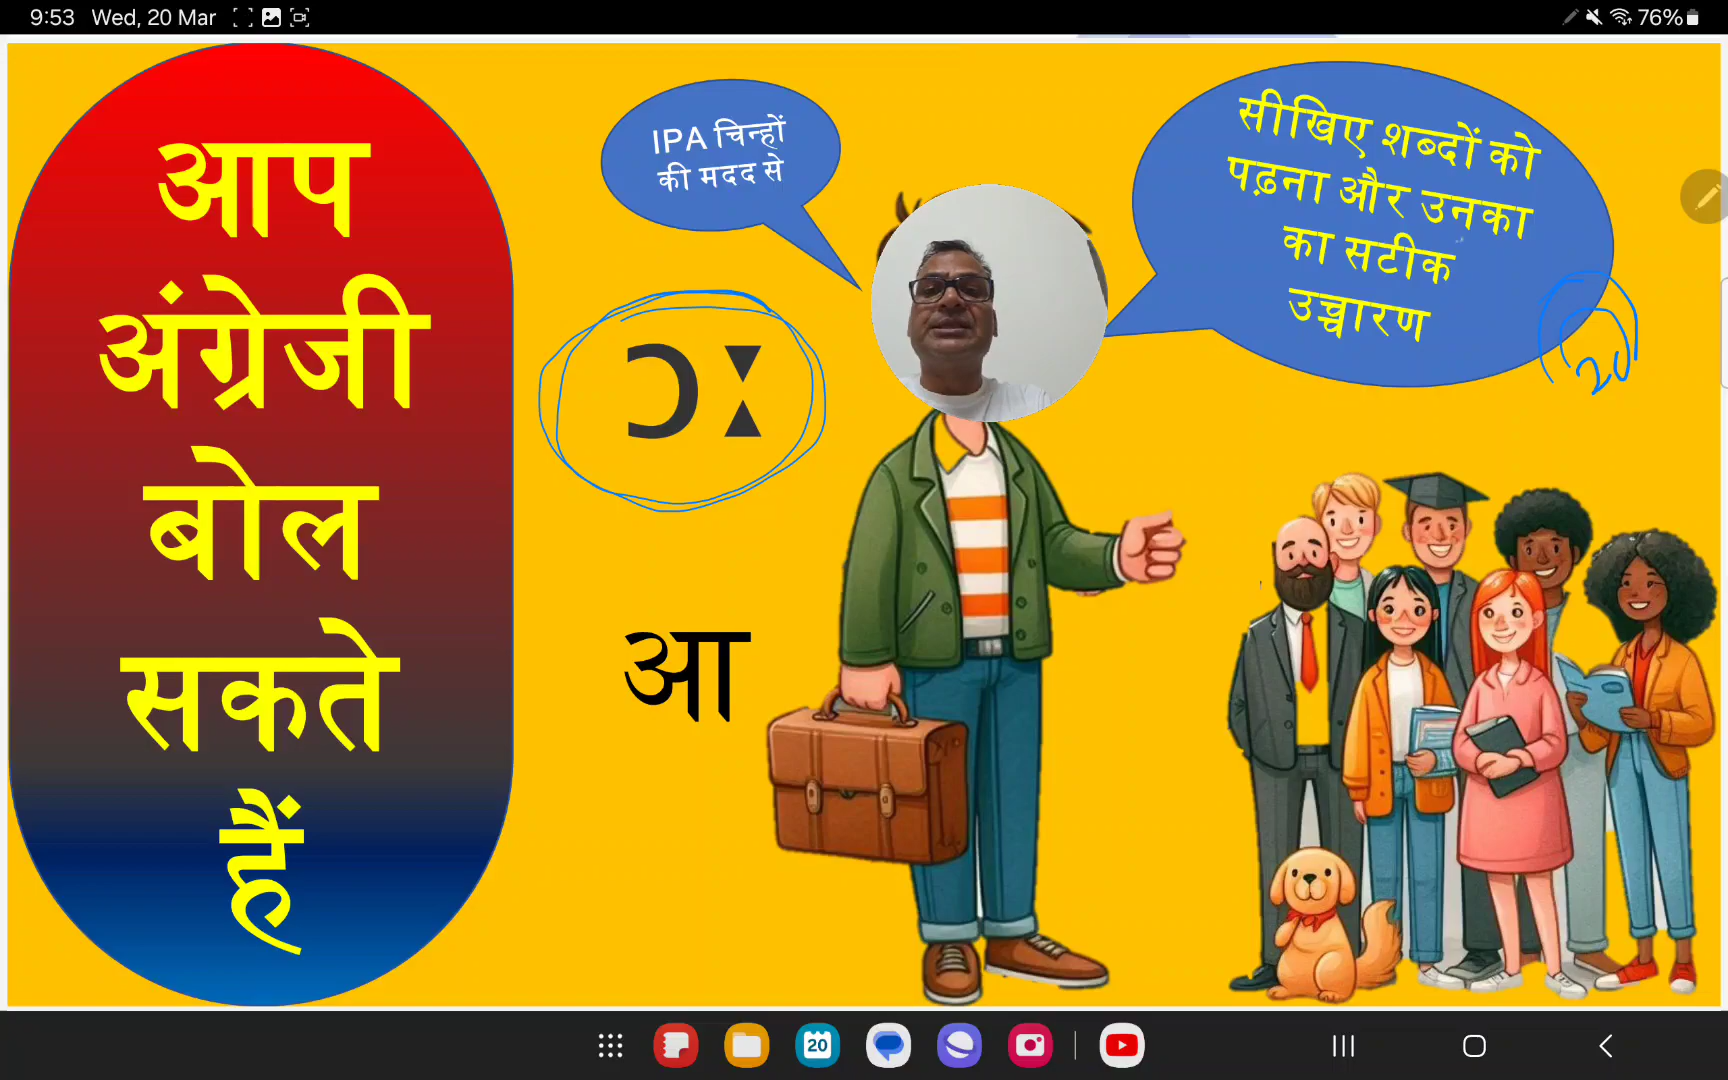 9:53 Wed, 20 Mar
76%
आप
अंग्रेजी
बोल
सकते
हैं
IPA चिन्हों
की मदद से
ɔː
आ
सीखिए शब्दों को
पढ़ना और उनका
का सटीक
उच्चारण
20
20